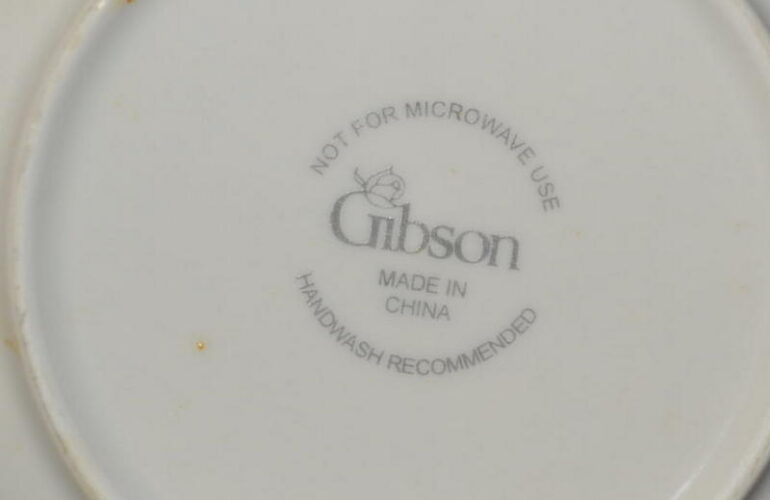 NOT FOR MICROWAVE USE
Gibson
MADE IN
CHINA
HANDWASH RECOMMENDED